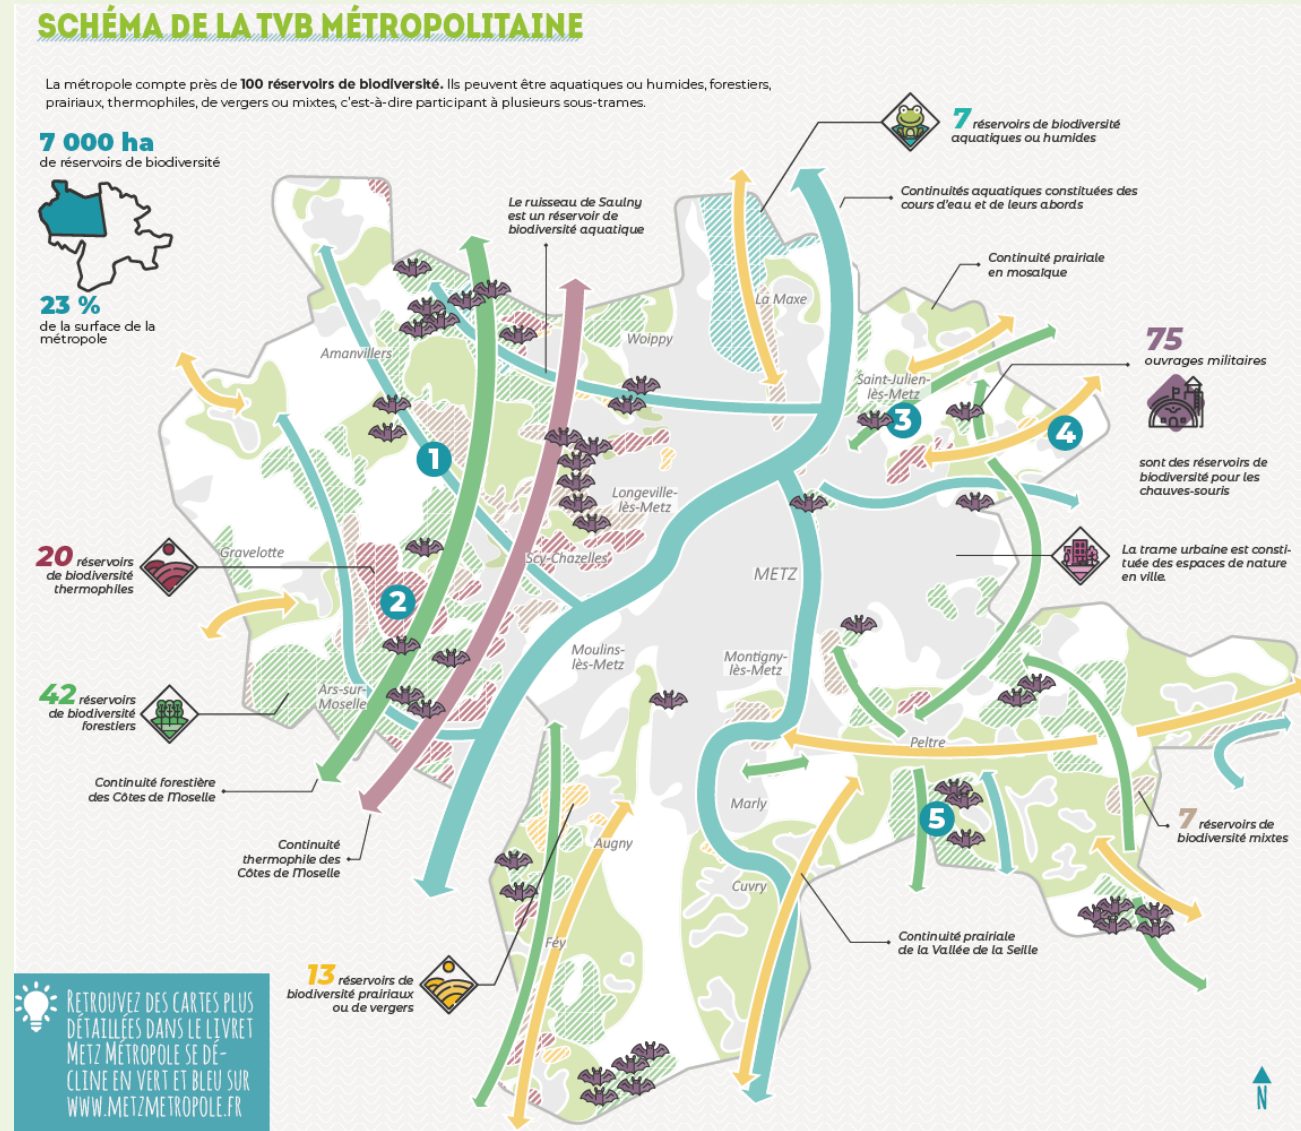 SCHÉMA DE LA TVB MÉTROPOLITAINE
La métropole compte près de 100 réservoirs de biodiversité. Ils peuvent être aquatiques ou humides, forestiers,
prairiaux, thermophiles, de vergers ou mixtes, c'est-à-dire participant à plusieurs sous-trames.
7 000 ha
de réservoirs de biodiversité
23 %
de la surface de la
métropole
7 réservoirs de biodiversité
aquatiques ou humides
Continuités aquatiques constituées des
cours d'eau et de leurs abords
Le ruisseau de Saulny
est un réservoir de
biodiversité aquatique
Continuité prairiale
en mosaïque
La Maxe
Woippy
Amanvillers
75
ouvrages militaires
sont des réservoirs de
biodiversité pour les
chauves-souris
Saint-Julien-
lès-Metz
3
4
1
Longeville-
lès-Metz
Gravelotte
Scy-Chazelles
METZ
La trame urbaine est consti-
tuée des espaces de nature
en ville.
20 réservoirs
de biodiversité
thermophiles
2
Moulins-
lès-Metz
Montigny-
lès-Metz
42 réservoirs
de biodiversité
forestiers
Ars-sur-
Moselle
Peltre
Continuité forestière
des Côtes de Moselle
Marly
5
7 réservoirs de
biodiversité mixtes
Continuité
thermophile des
Côtes de Moselle
Augny
Cuvry
Féy
Continuité prairiale
de la Vallée de la Seille
13 réservoirs de
biodiversité prairiaux
ou de vergers
RETROUVEZ DES CARTES PLUS
DÉTAILLÉES DANS LE LIVRET
METZ MÉTROPOLE SE DÉ-
CLINE EN VERT ET BLEU SUR
WWW.METZMETROPOLE.FR
N